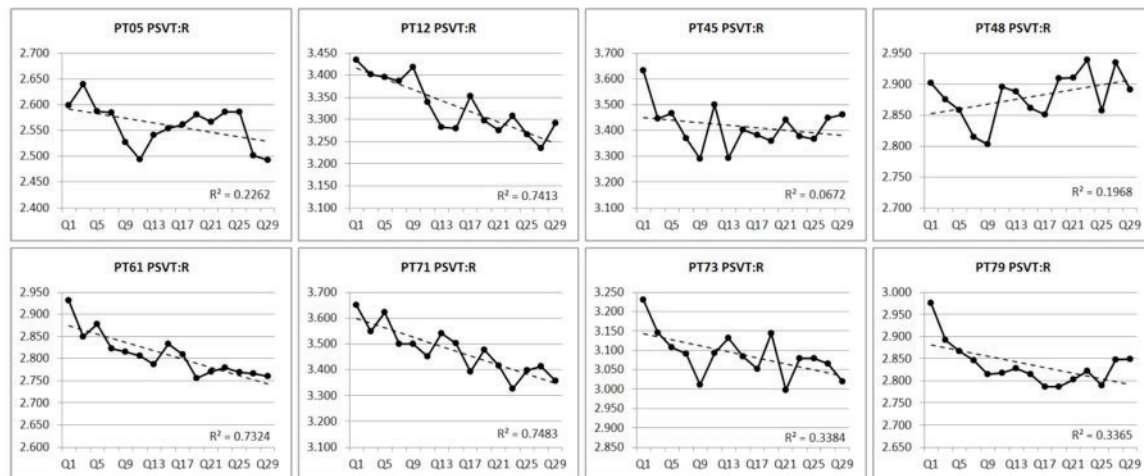 PT05 PSVT:R
2.700
2.650
2.600
2.550
2.500
2.450
2.400
R² = 0.2262
Q1 Q5 Q9 Q13 Q17 Q21 Q25 Q29
PT12 PSVT:R
3.450
3.400
3.350
3.300
3.250
3.200
3.150
3.100
R² = 0.7413
Q1 Q5 Q9 Q13 Q17 Q21 Q25 Q29
PT45 PSVT:R
3.700
3.600
3.500
3.400
3.300
3.200
3.100
R² = 0.0672
Q1 Q5 Q9 Q13 Q17 Q21 Q25 Q29
PT48 PSVT:R
2.950
2.900
2.850
2.800
2.750
2.700
R² = 0.1968
Q1 Q5 Q9 Q13 Q17 Q21 Q25 Q29
PT61 PSVT:R
2.950
2.900
2.850
2.800
2.750
2.700
2.650
2.600
R² = 0.7324
Q1 Q5 Q9 Q13 Q17 Q21 Q25 Q29
PT71 PSVT:R
3.700
3.600
3.500
3.400
3.300
3.200
3.100
R² = 0.7483
Q1 Q5 Q9 Q13 Q17 Q21 Q25 Q29
PT73 PSVT:R
3.250
3.200
3.150
3.100
3.050
3.000
2.950
2.900
2.850
R² = 0.3384
Q1 Q5 Q9 Q13 Q17 Q21 Q25 Q29
PT79 PSVT:R
3.000
2.950
2.900
2.850
2.800
2.750
2.700
2.650
R² = 0.3365
Q1 Q5 Q9 Q13 Q17 Q21 Q25 Q29